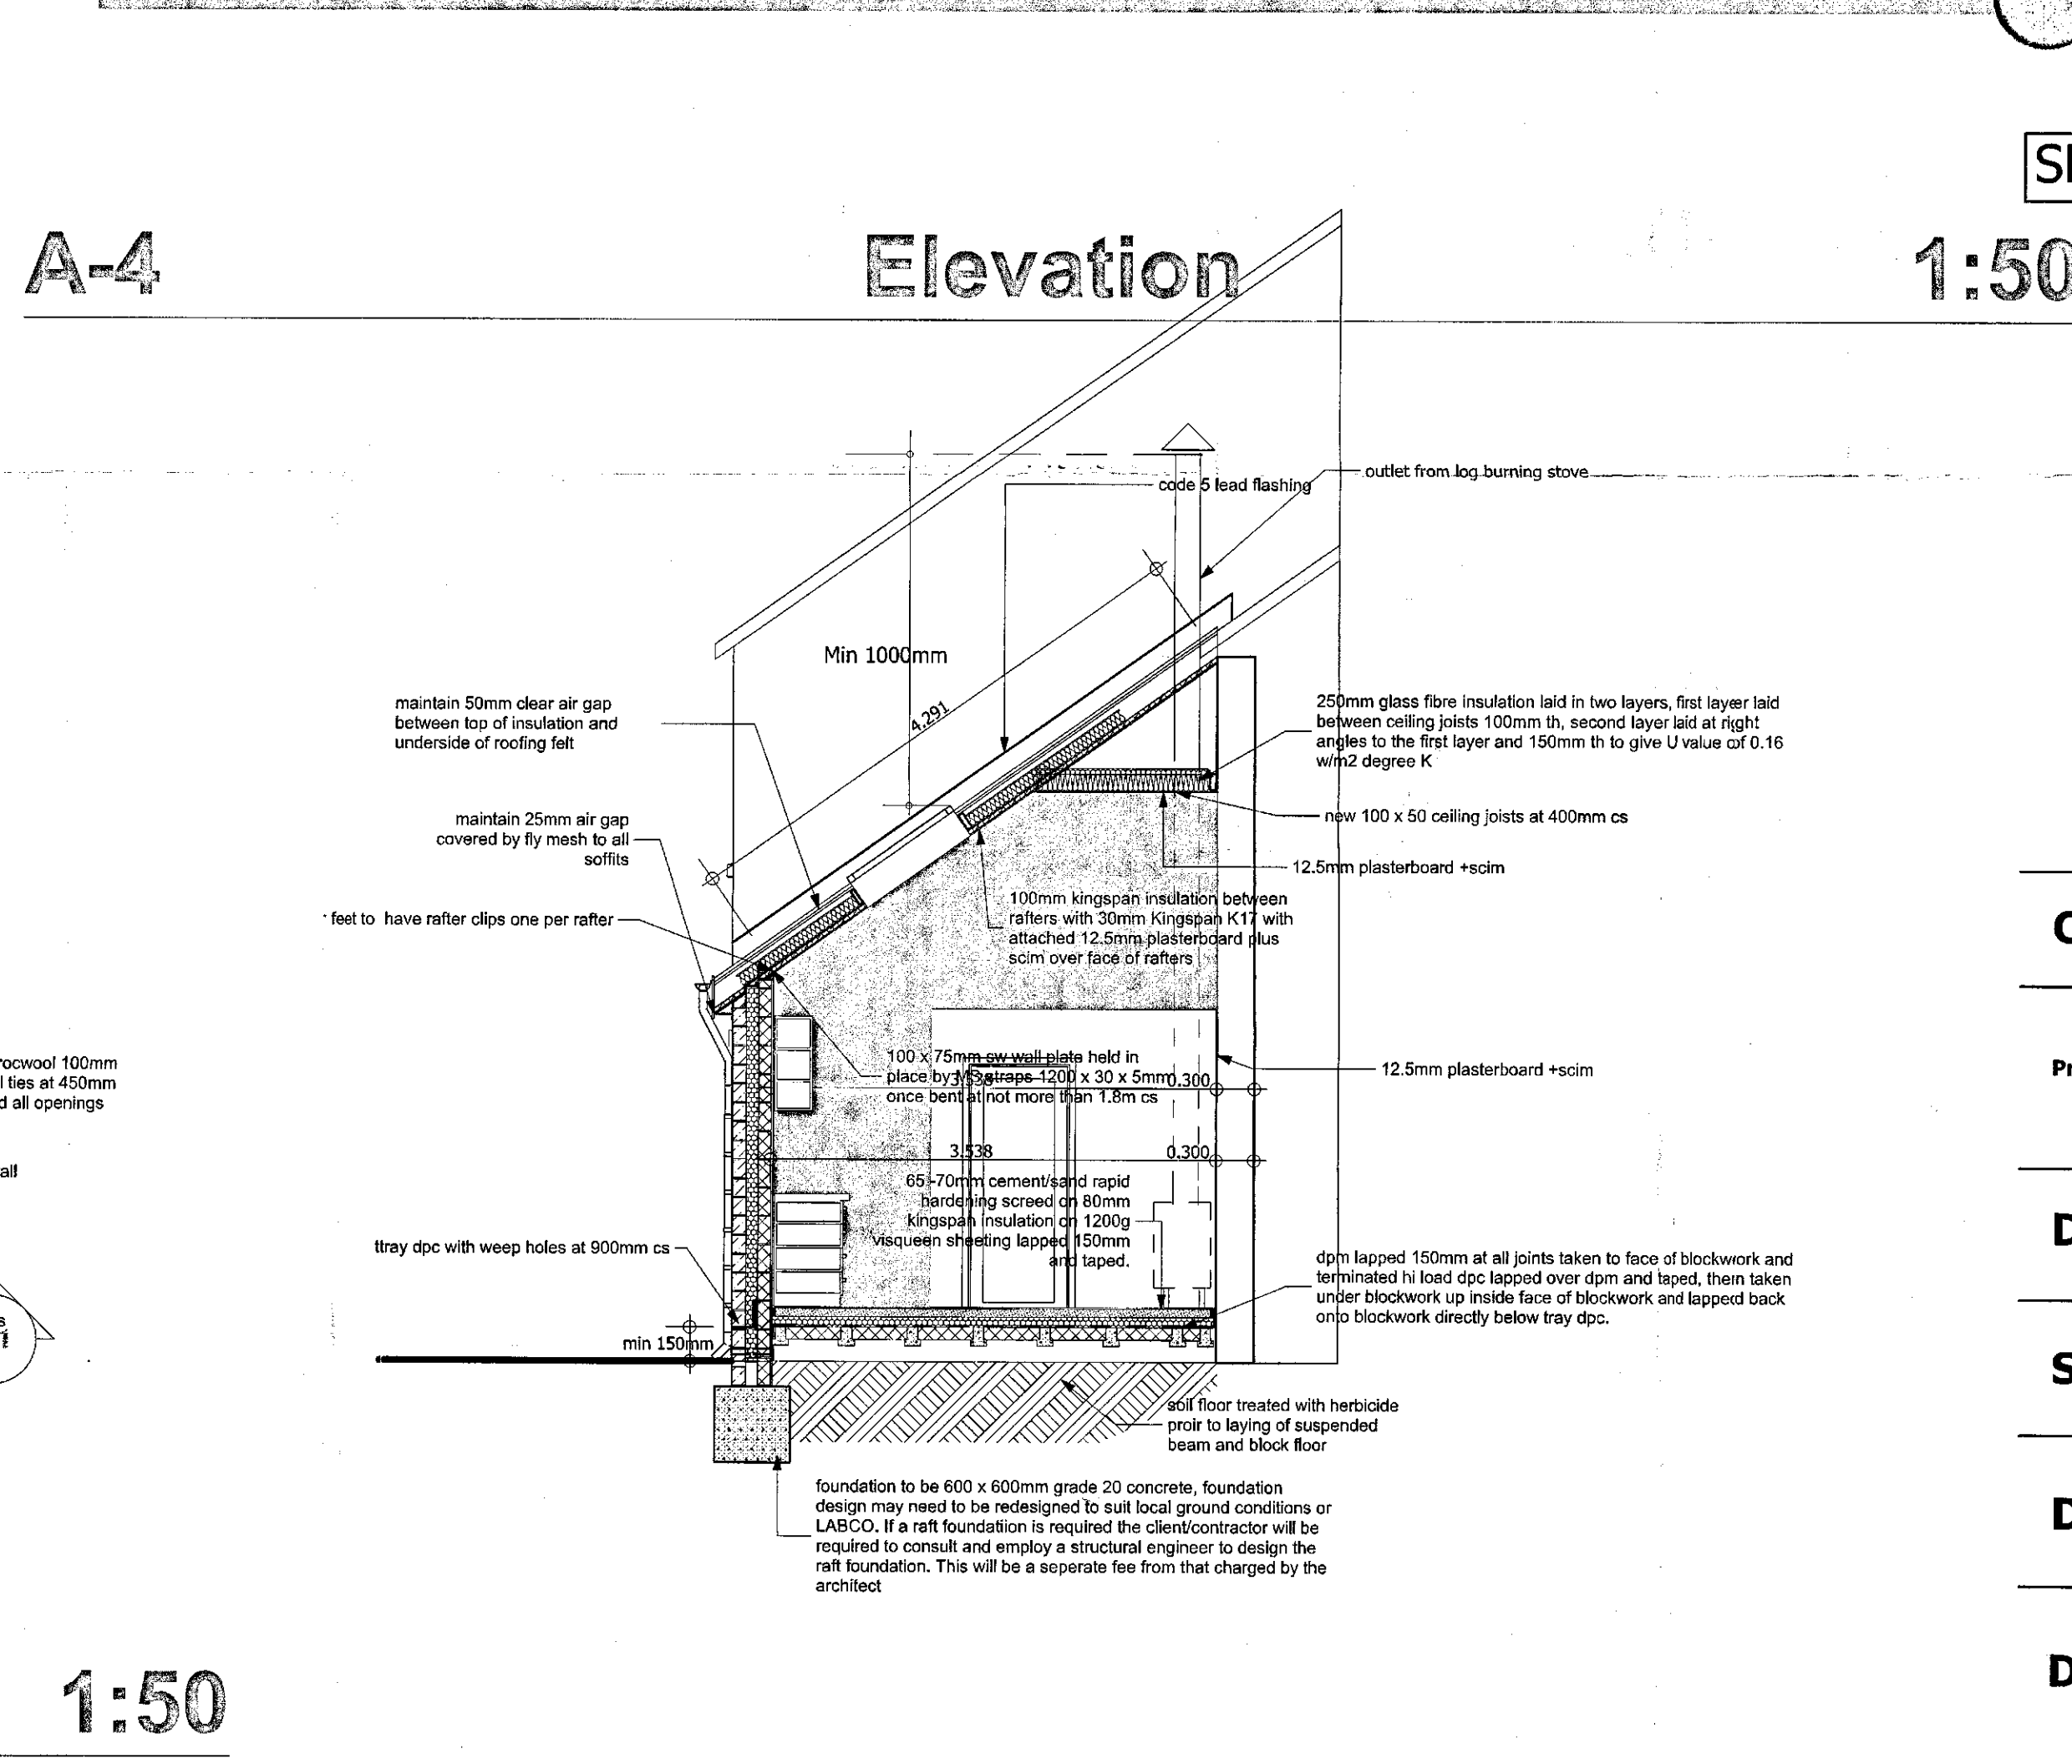 SI
A-4 Elevation 1:50
outlet from log burning stove
code 5 lead flashing
Min 1000mm
4.291
maintain 50mm clear air gap
between top of insulation and
underside of roofing felt
250mm glass fibre insulation laid in two layers, first layeer laid
between ceiling joists 100mm th, second layer laid at right
angles to the first layer and 150mm th to give U value of 0.16
w/m2 degree K
maintain 25mm air gap
covered by fly mesh to all
soffits
new 100 x 50 ceiling joists at 400mm cs
12.5mm plasterboard +scim
100mm kingspan insulation between
rafters with 30mm Kingspan K17 with
attached 12.5mm plasterboard plus
scim over face of rafters
feet to have rafter clips one per rafter
rocwool 100mm
l ties at 450mm
d all openings
all
100 x 75mm sw wall plate held in
place by MS straps 1200 x 30 x 5mm
once bent at not more than 1.8m cs
3.538 0.300
12.5mm plasterboard +scim
3.538 0.300
65-70mm cement/sand rapid
hardening screed on 80mm
kingspan insulation on 1200g
visqueen sheeting lapped 150mm
and taped.
ttray dpc with weep holes at 900mm cs
dpm lapped 150mm at all joints taken to face of blockwork and
terminated hi load dpc lapped over dpm and taped, them taken
under blockwork up inside face of blockwork and lappecd back
onto blockwork directly below tray dpc.
min 150mm
soil floor treated with herbicide
proir to laying of suspended
beam and block floor
foundation to be 600 x 600mm grade 20 concrete, foundation
design may need to be redesigned to suit local ground conditions or
LABCO. If a raft foundatiion is required the client/contractor will be
required to consult and employ a structural engineer to design the
raft foundation. This will be a seperate fee from that charged by the
architect
1:50
C
Pr
D
S
D
D